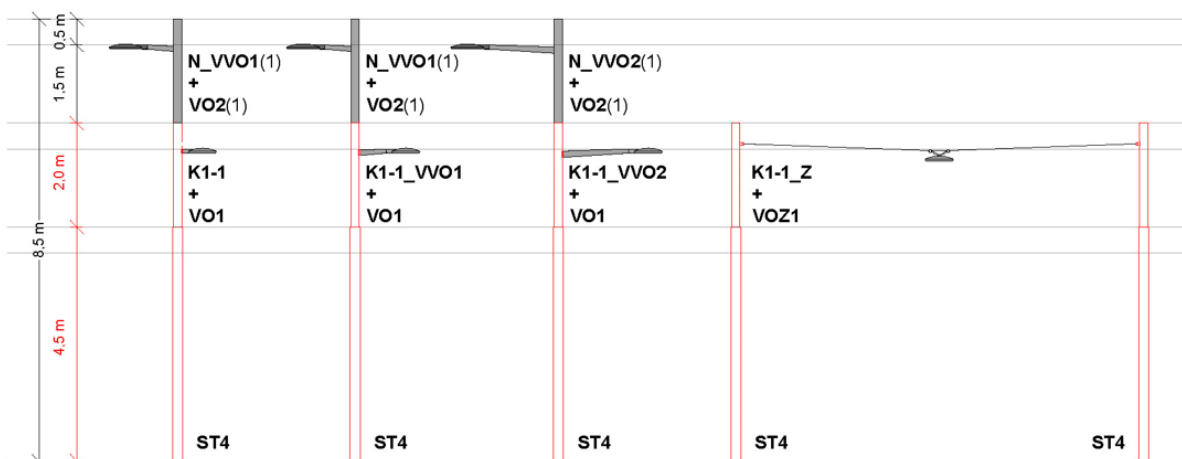 0.5 m
1.5 m
8.5 m
2,0 m
4.5 m
N_VVO1(1)
+
VO2(1)
N_VVO1(1)
+
VO2(1)
N_VVO2(1)
+
VO2(1)
K1-1
+
VO1
K1-1_VVO1
+
VO1
K1-1_VVO2
+
VO1
K1-1_Z
+
VOZ1
ST4
ST4
ST4
ST4
ST4